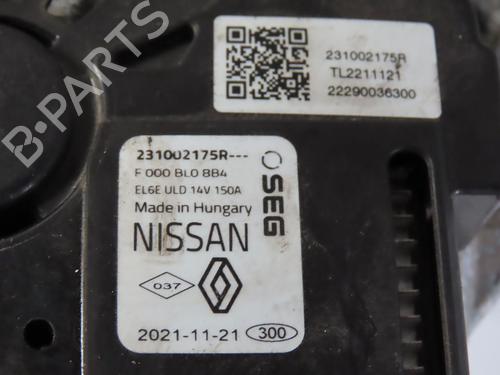 231002175R
TL2211121
22290036300
231002175R---
F 000 BL0 8B4
EL6E ULD 14V 150A
Made in Hungary
SEG
NISSAN
037
2021-11-21
300
B-PARTS